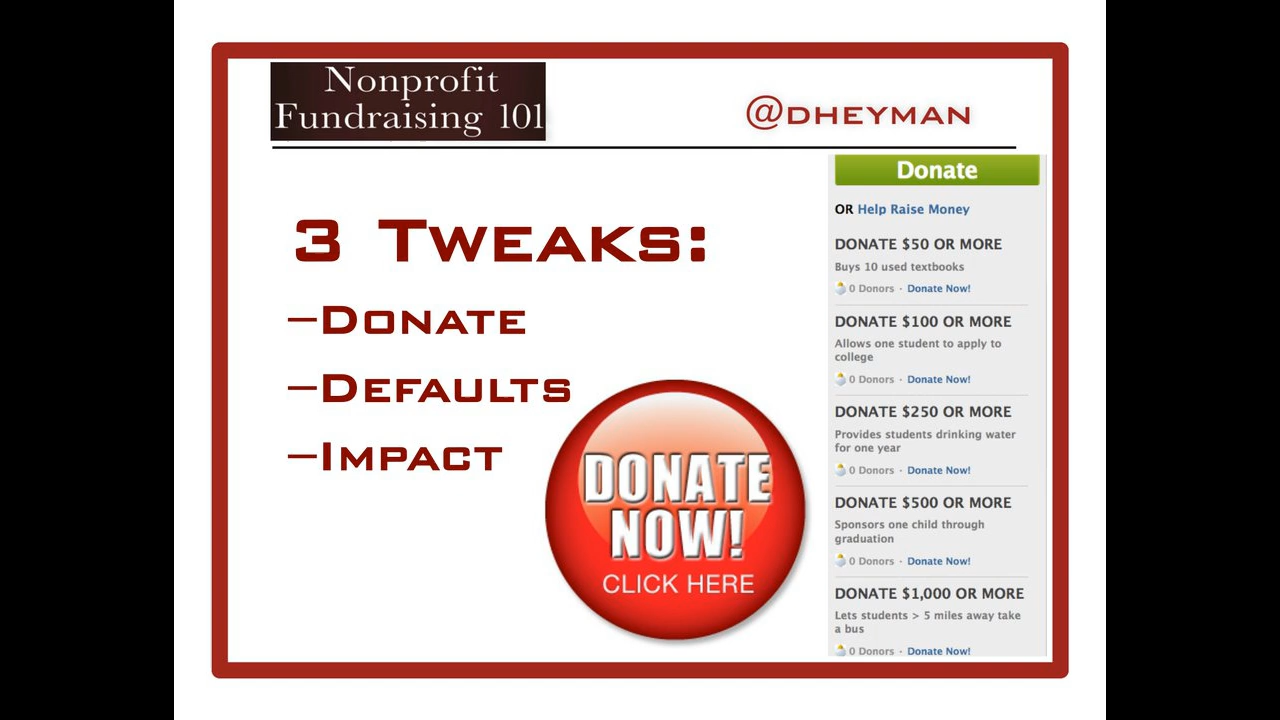 Nonprofit
Fundraising 101
@DHEYMAN
3 TWEAKS:
–DONATE
–DEFAULTS
–IMPACT
DONATE
NOW!
CLICK HERE
Donate
OR Help Raise Money
DONATE $50 OR MORE
Buys 10 used textbooks
0 Donors · Donate Now!
DONATE $100 OR MORE
Allows one student to apply to
college
0 Donors · Donate Now!
DONATE $250 OR MORE
Provides students drinking water
for one year
0 Donors · Donate Now!
DONATE $500 OR MORE
Sponsors one child through
graduation
0 Donors · Donate Now!
DONATE $1,000 OR MORE
Lets students > 5 miles away take
a bus
0 Donors · Donate Now!